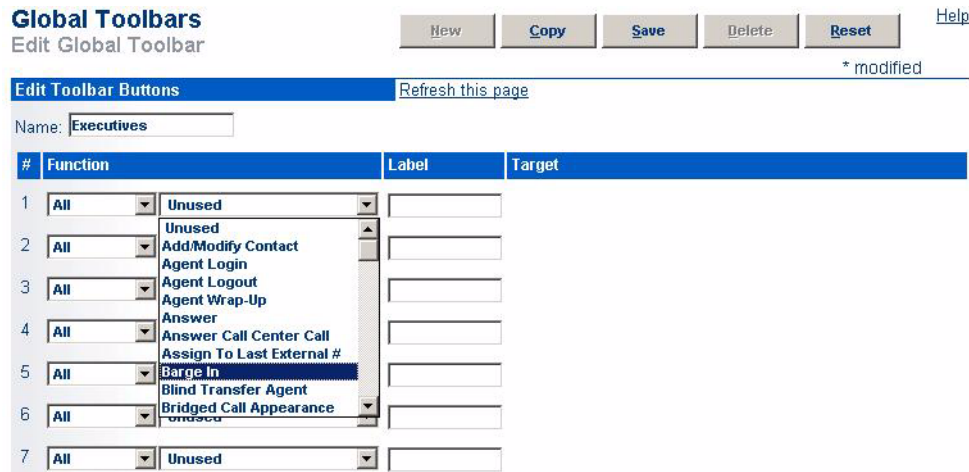 Global Toolbars
Edit Global Toolbar
New Copy Save Delete Reset Help
* modified
Edit Toolbar Buttons Refresh this page
Name: Executives
# Function Label Target
1 All Unused
Unused
2 All Add/Modify Contact
Agent Login
3 All Agent Logout
Agent Wrap-Up
Answer
4 All Answer Call Center Call
Assign To Last External #
5 All Barge In
Blind Transfer Agent
6 All Bridged Call Appearance
Unused
7 All Unused